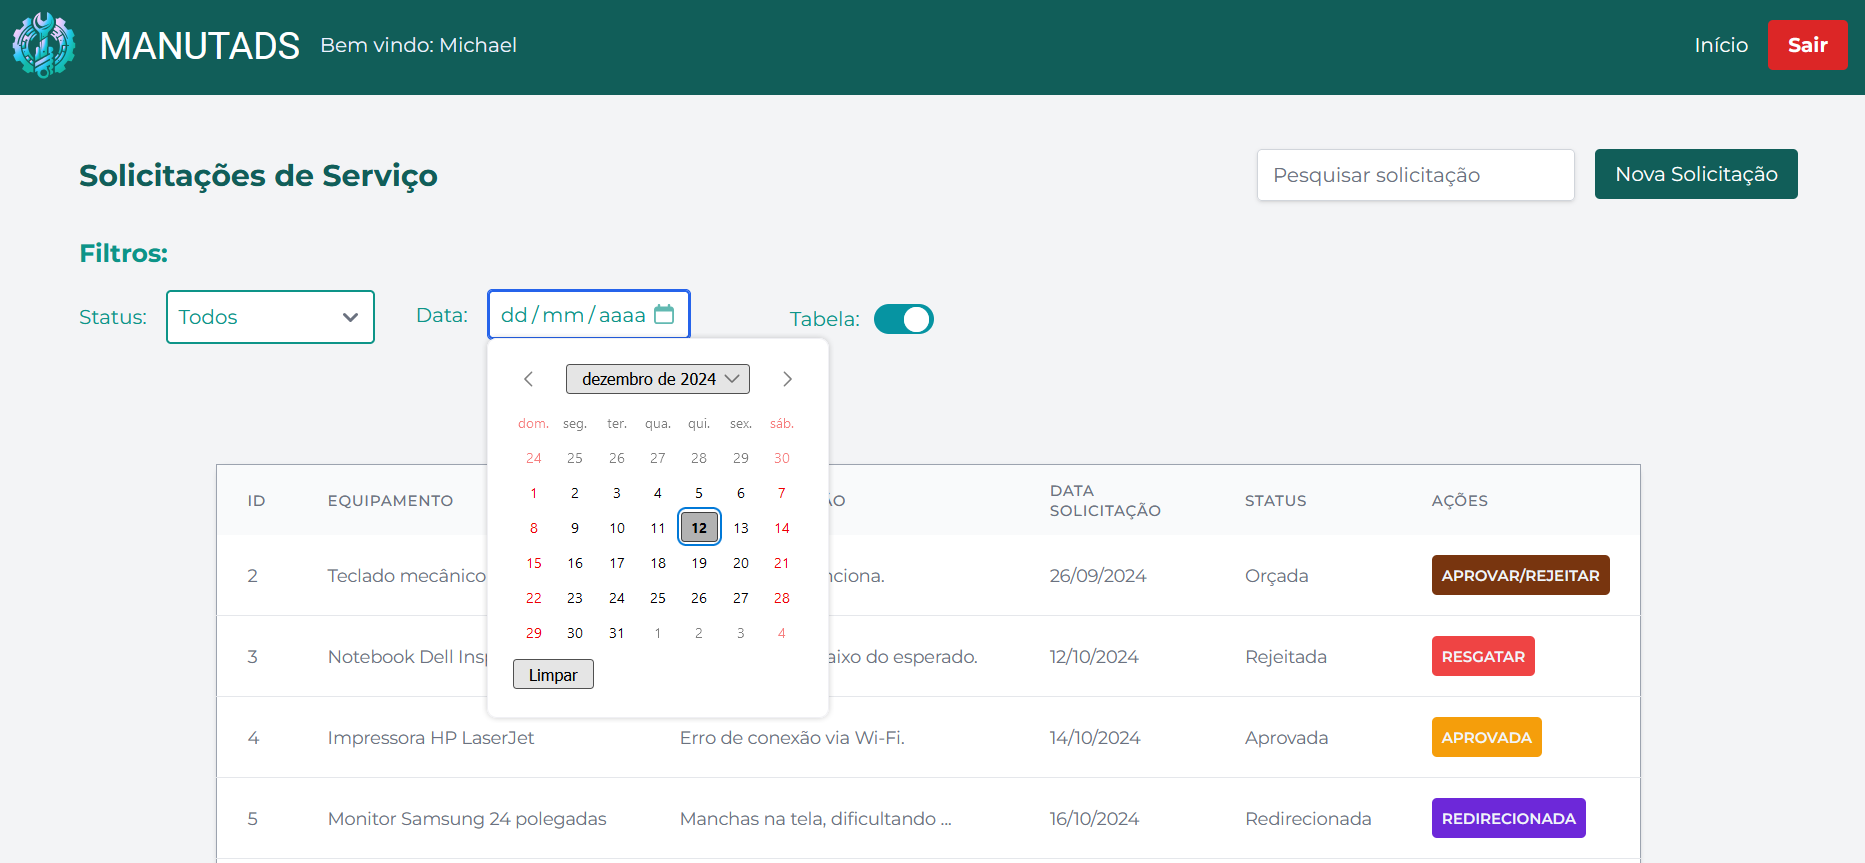 MANUTADS Bem vindo: Michael Início Sair
Solicitações de Serviço Pesquisar solicitação Nova Solicitação
Filtros:
Status: Todos Data: dd/mm/aaaa Tabela:
dezembro de 2024
dom. seg. ter. qua. qui. sex. sáb.
24 25 26 27 28 29 30
1 2 3 4 5 6 7
8 9 10 11 12 13 14
15 16 17 18 19 20 21
22 23 24 25 26 27 28
29 30 31 1 2 3 4
Limpar
ID EQUIPAMENTO DATA SOLICITAÇÃO STATUS AÇÕES
2 Teclado mecânico nciona. 26/09/2024 Orçada APROVAR/REJEITAR
3 Notebook Dell aixo do esperado. 12/10/2024 Rejeitada RESGATAR
4 Impressora HP LaserJet Erro de conexão via Wi-Fi. 14/10/2024 Aprovada APROVADA
5 Monitor Samsung 24 polegadas Manchas na tela, dificultando ... 16/10/2024 Redirecionada REDIRECIONADA